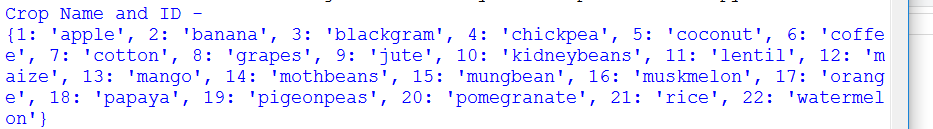 Crop Name and ID -
{1: 'apple', 2: 'banana', 3: 'blackgram', 4: 'chickpea', 5: 'coconut', 6: 'coffe
e', 7: 'cotton', 8: 'grapes', 9: 'jute', 10: 'kidneybeans', 11: 'lentil', 12: 'm
aize', 13: 'mango', 14: 'mothbeans', 15: 'mungbean', 16: 'muskmelon', 17: 'orang
e', 18: 'papaya', 19: 'pigeonpeas', 20: 'pomegranate', 21: 'rice', 22: 'watermel
on'}